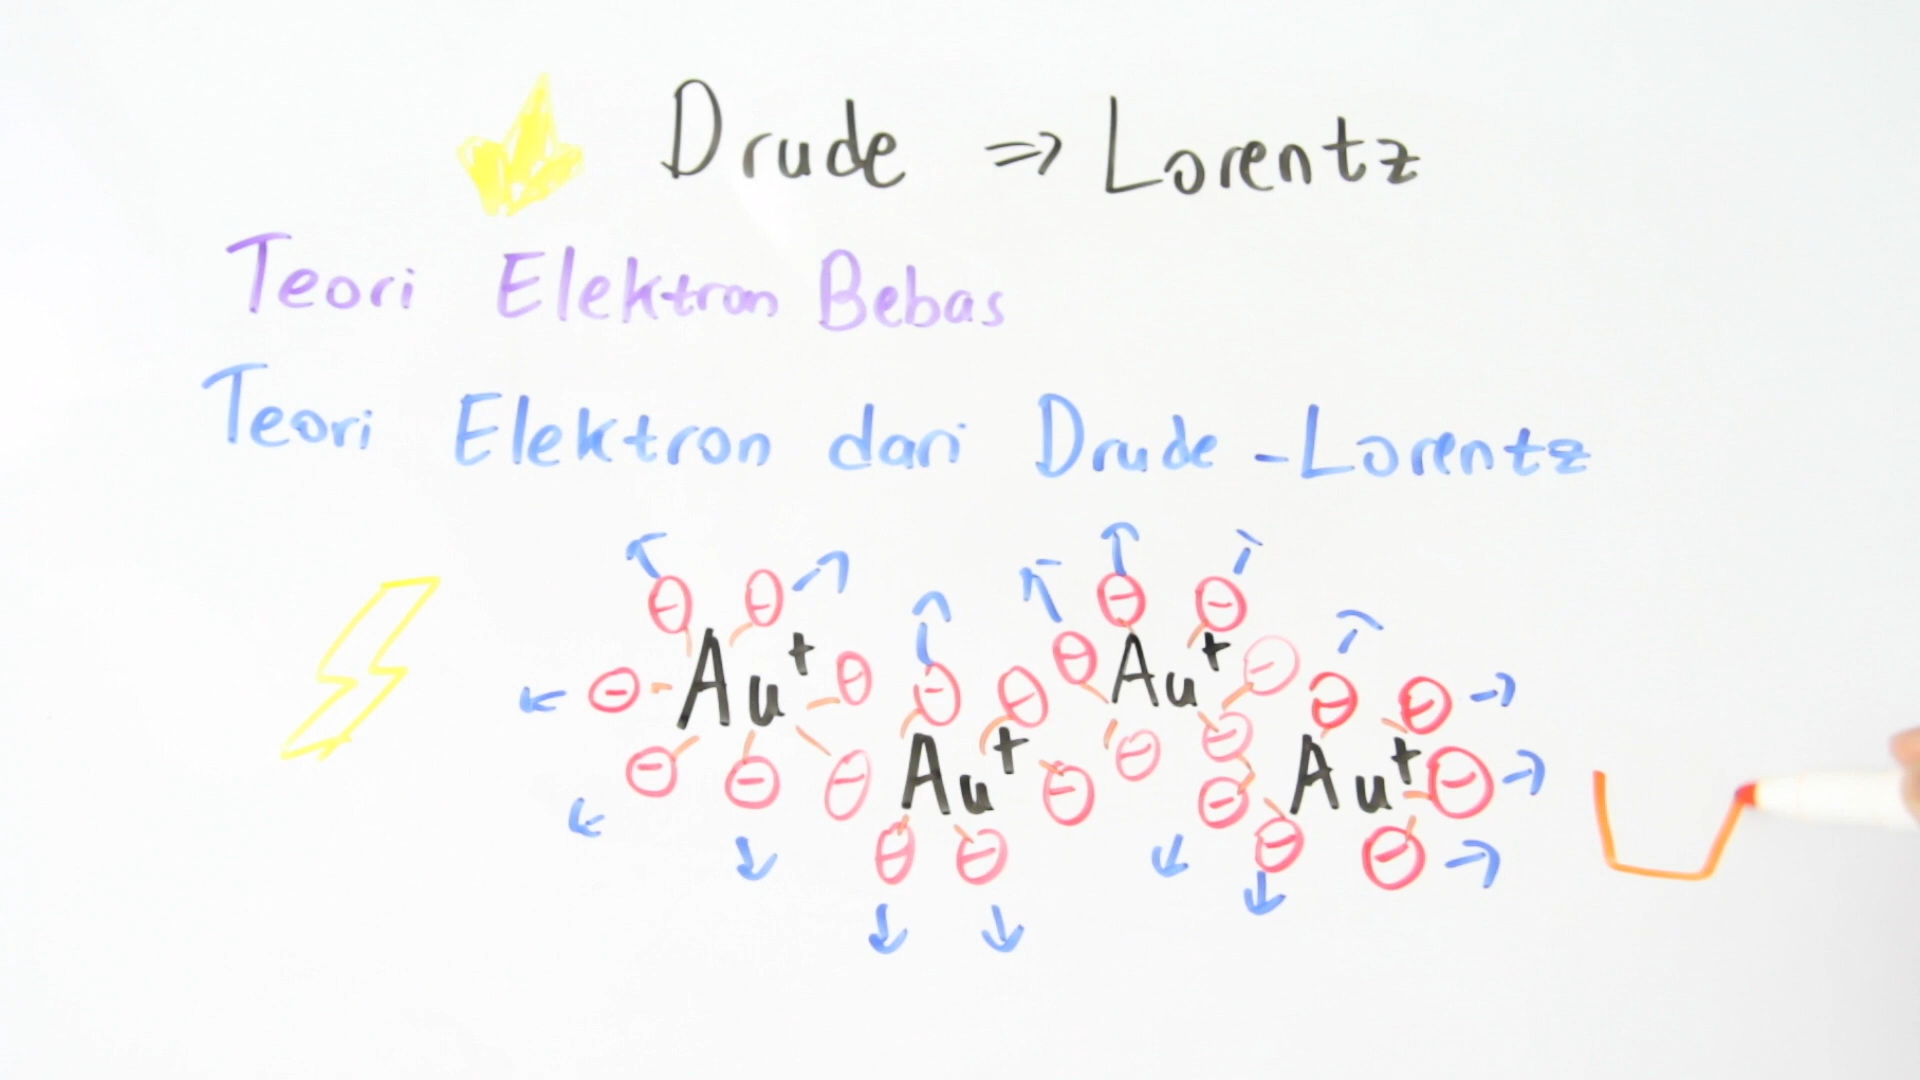 Drude ⇒ Lorentz
Teori Elektron Bebas
Teori Elektron dari Drude-Lorentz
Au⁺ Au⁺
Au⁺ Au⁺